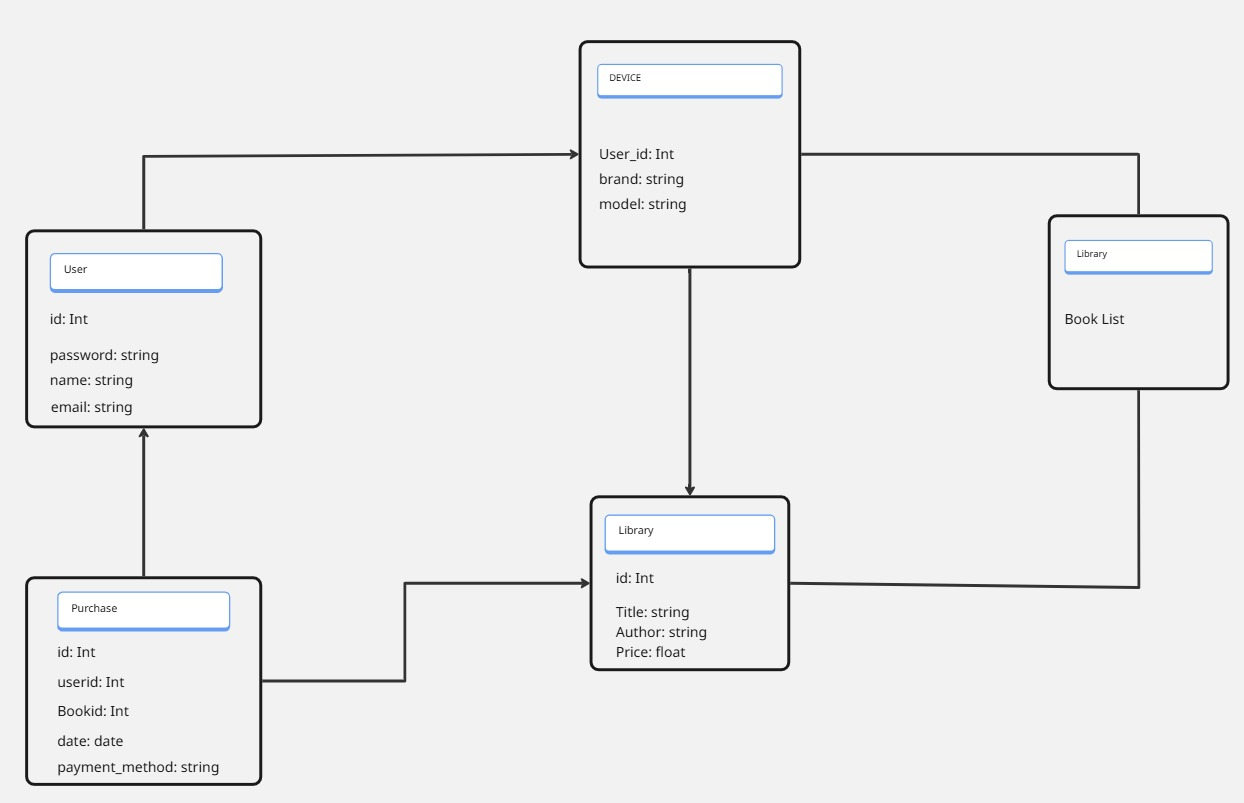 DEVICE
User_id: Int
brand: string
model: string
User
id: Int
password: string
name: string
email: string
Library
Book List
Purchase
id: Int
userid: Int
Bookid: Int
date: date
payment_method: string
Library
id: Int
Title: string
Author: string
Price: float